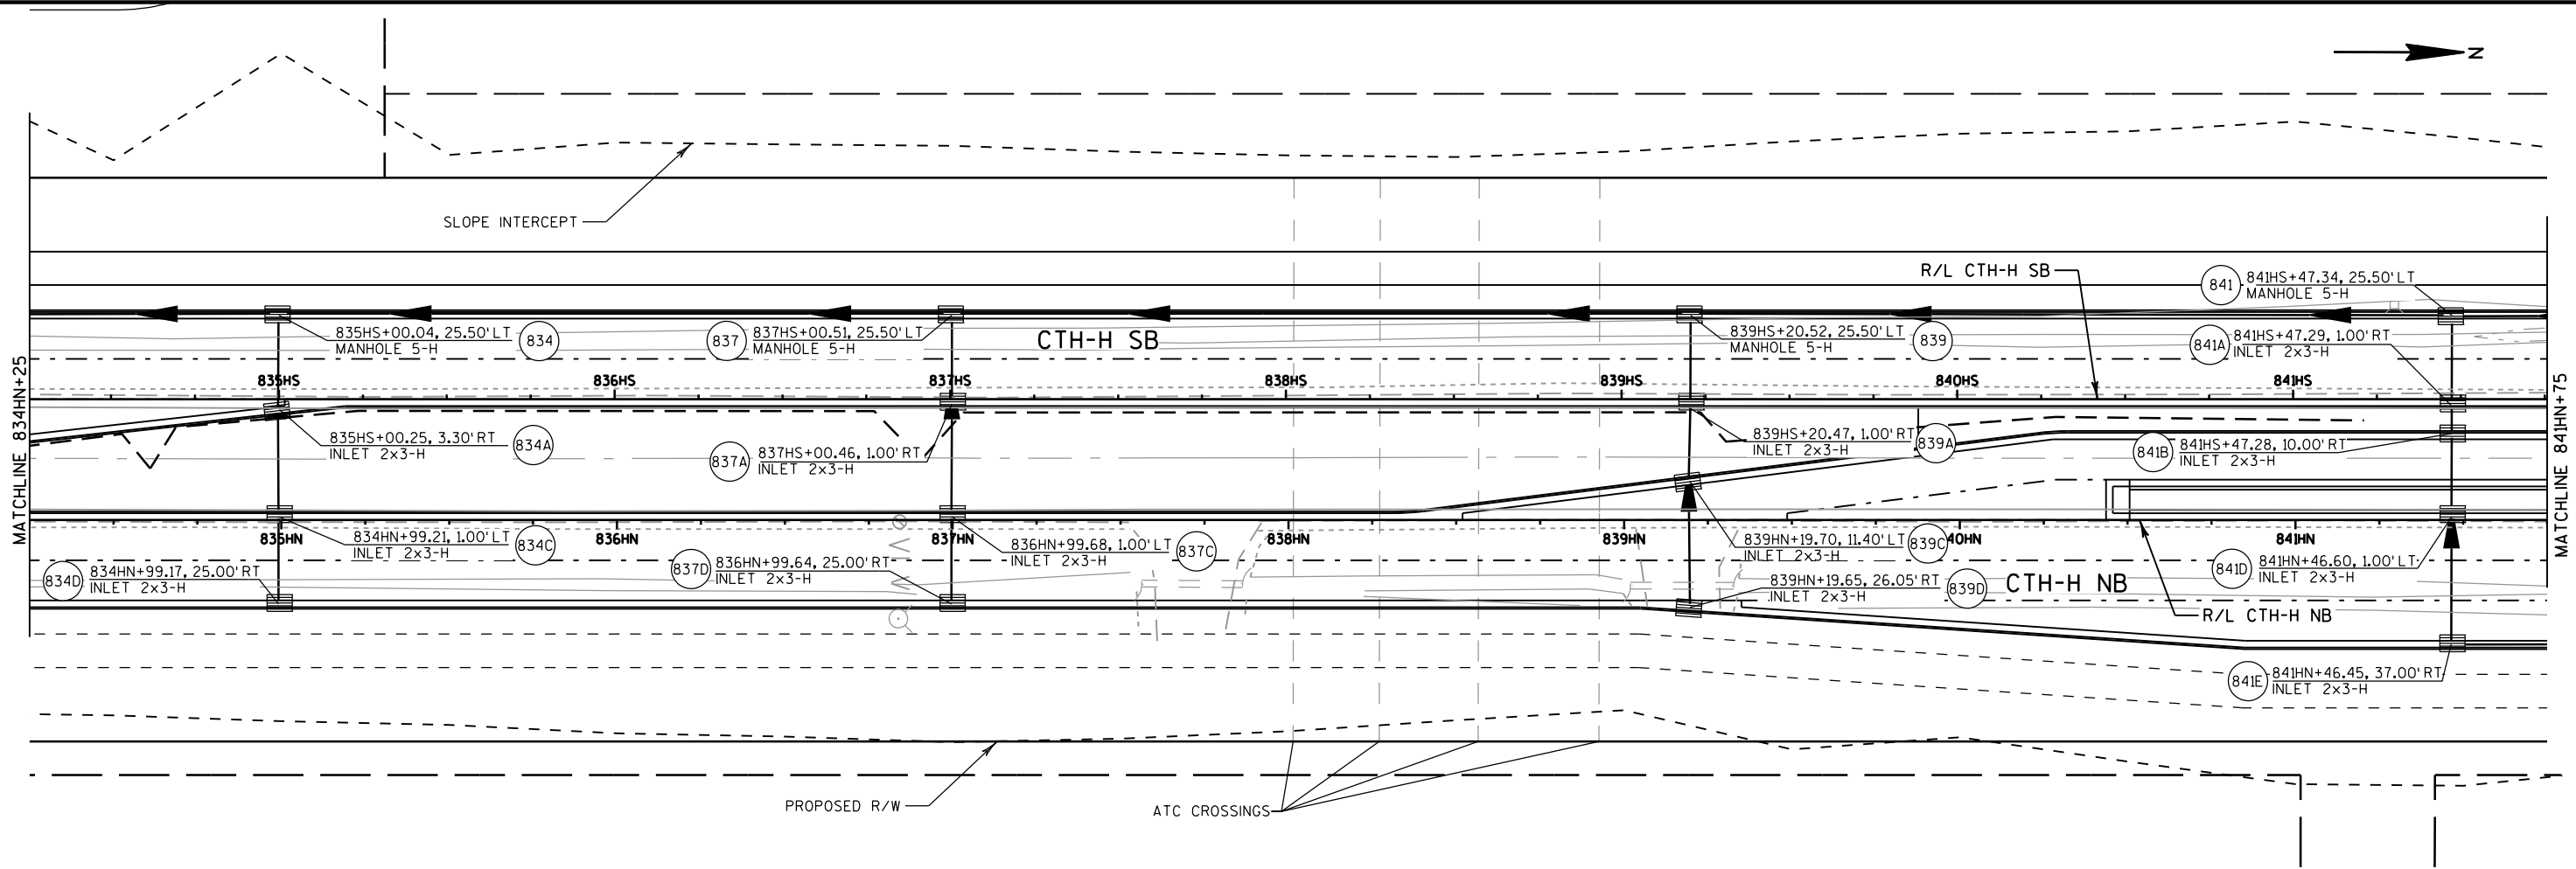 N
SLOPE INTERCEPT
R/L CTH-H SB
841
841HS+47.34, 25.50' LT
MANHOLE 5-H
835HS+00.04, 25.50' LT
MANHOLE 5-H
834
837
837HS+00.51, 25.50' LT
MANHOLE 5-H
CTH-H SB
839HS+20.52, 25.50' LT
MANHOLE 5-H
839
841A
841HS+47.29, 1.00' RT
INLET 2x3-H
835HS
836HS
837HS
838HS
839HS
840HS
841HS
MATCHLINE 834HN+25
MATCHLINE 841HN+75
835HS+00.25, 3.30' RT
INLET 2x3-H
834A
837A
837HS+00.46, 1.00' RT
INLET 2x3-H
839HS+20.47, 1.00' RT
INLET 2x3-H
839A
841B
841HS+47.28, 10.00' RT
INLET 2x3-H
835HN
836HN
837HN
838HN
839HN
40HN
841HN
834HN+99.21, 1.00' LT
INLET 2x3-H
834C
836HN+99.68, 1.00' LT
INLET 2x3-H
837C
839HN+19.70, 11.40' RT
INLET 2x3-H
839C
834D
834HN+99.17, 25.00' RT
INLET 2x3-H
837D
836HN+99.64, 25.00' RT
INLET 2x3-H
839HN+19.65, 26.05' RT
INLET 2x3-H
839D
CTH-H NB
841D
841HN+46.60, 1.00' LT
INLET 2x3-H
R/L CTH-H NB
841E
841HN+46.45, 37.00' RT
INLET 2x3-H
PROPOSED R/W
ATC CROSSINGS